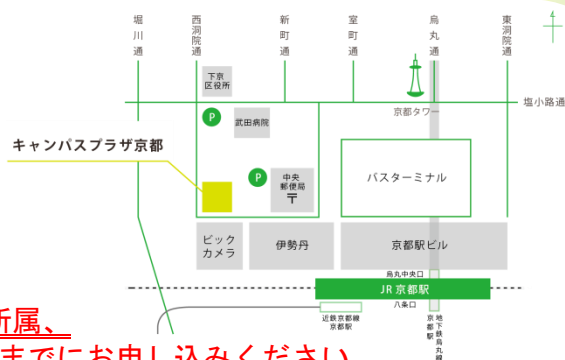 堀川通
西洞院通
新町通
室町通
烏丸通
東洞院通
下京
区役所
塩小路通
京都タワー
P
武田病院
キャンパスプラザ京都
P
中央
郵便局
〒
バスターミナル
ビック
カメラ
伊勢丹
京都駅ビル
烏丸中央口
JR 京都駅
八条口
近鉄京都線
京都駅
地下鉄烏丸線
京都駅
所属、
までにお申し込みください